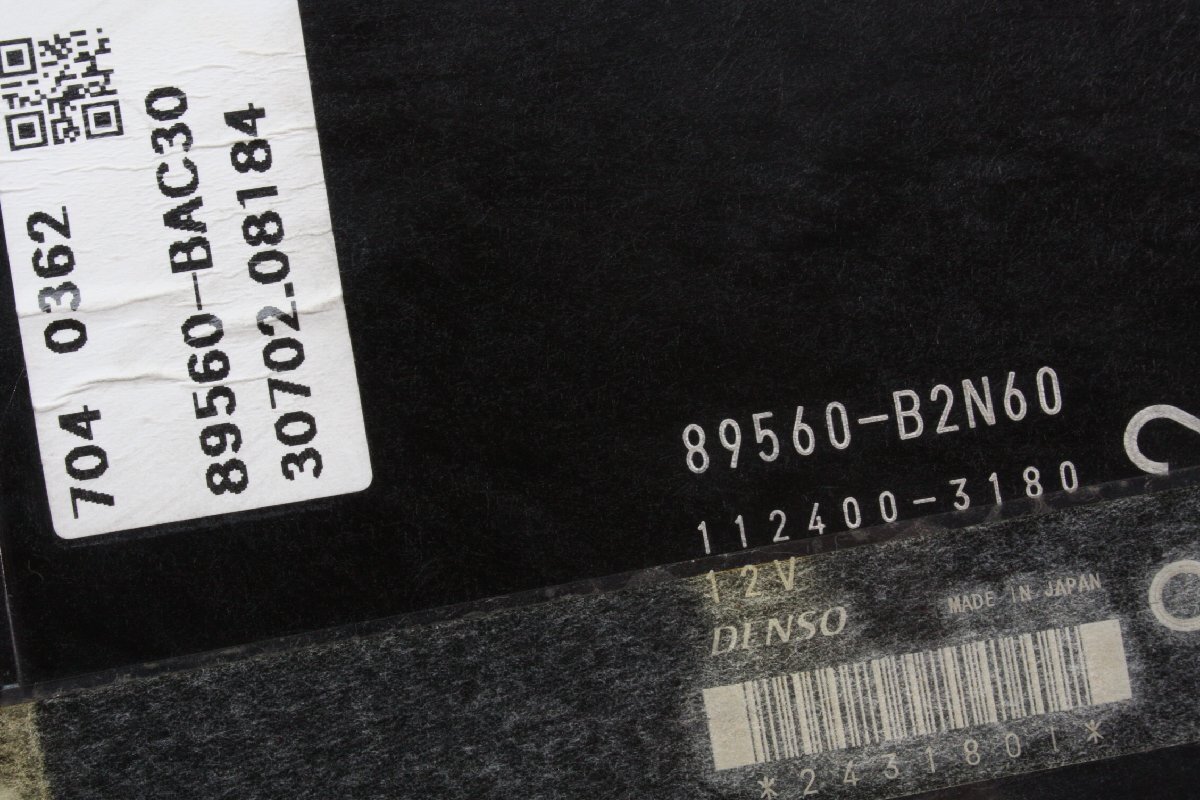 704 0362
89560-BAC30
30702-08184
89560-B2N60
112400-3180
12V
DENSO
MADE IN JAPAN
*2431801*